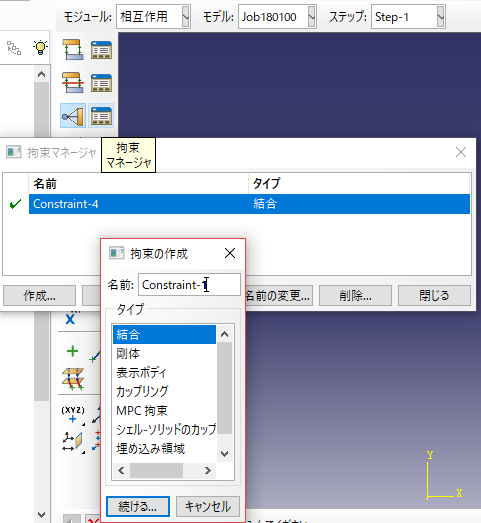 モジュール: 相互作用 モデル: Job180100 ステップ: Step-1
拘束マネージャ
拘束
マネージャ
名前 タイプ
Constraint-4 結合
拘束の作成
名前: Constraint-1
タイプ
結合
剛体
表示ボディ
カップリング
MPC 拘束
シェル-ソリッドのカップ
埋め込み領域
作成... 名前の変更... 削除... 閉じる
(XYZ)
続ける... キャンセル
Y
X